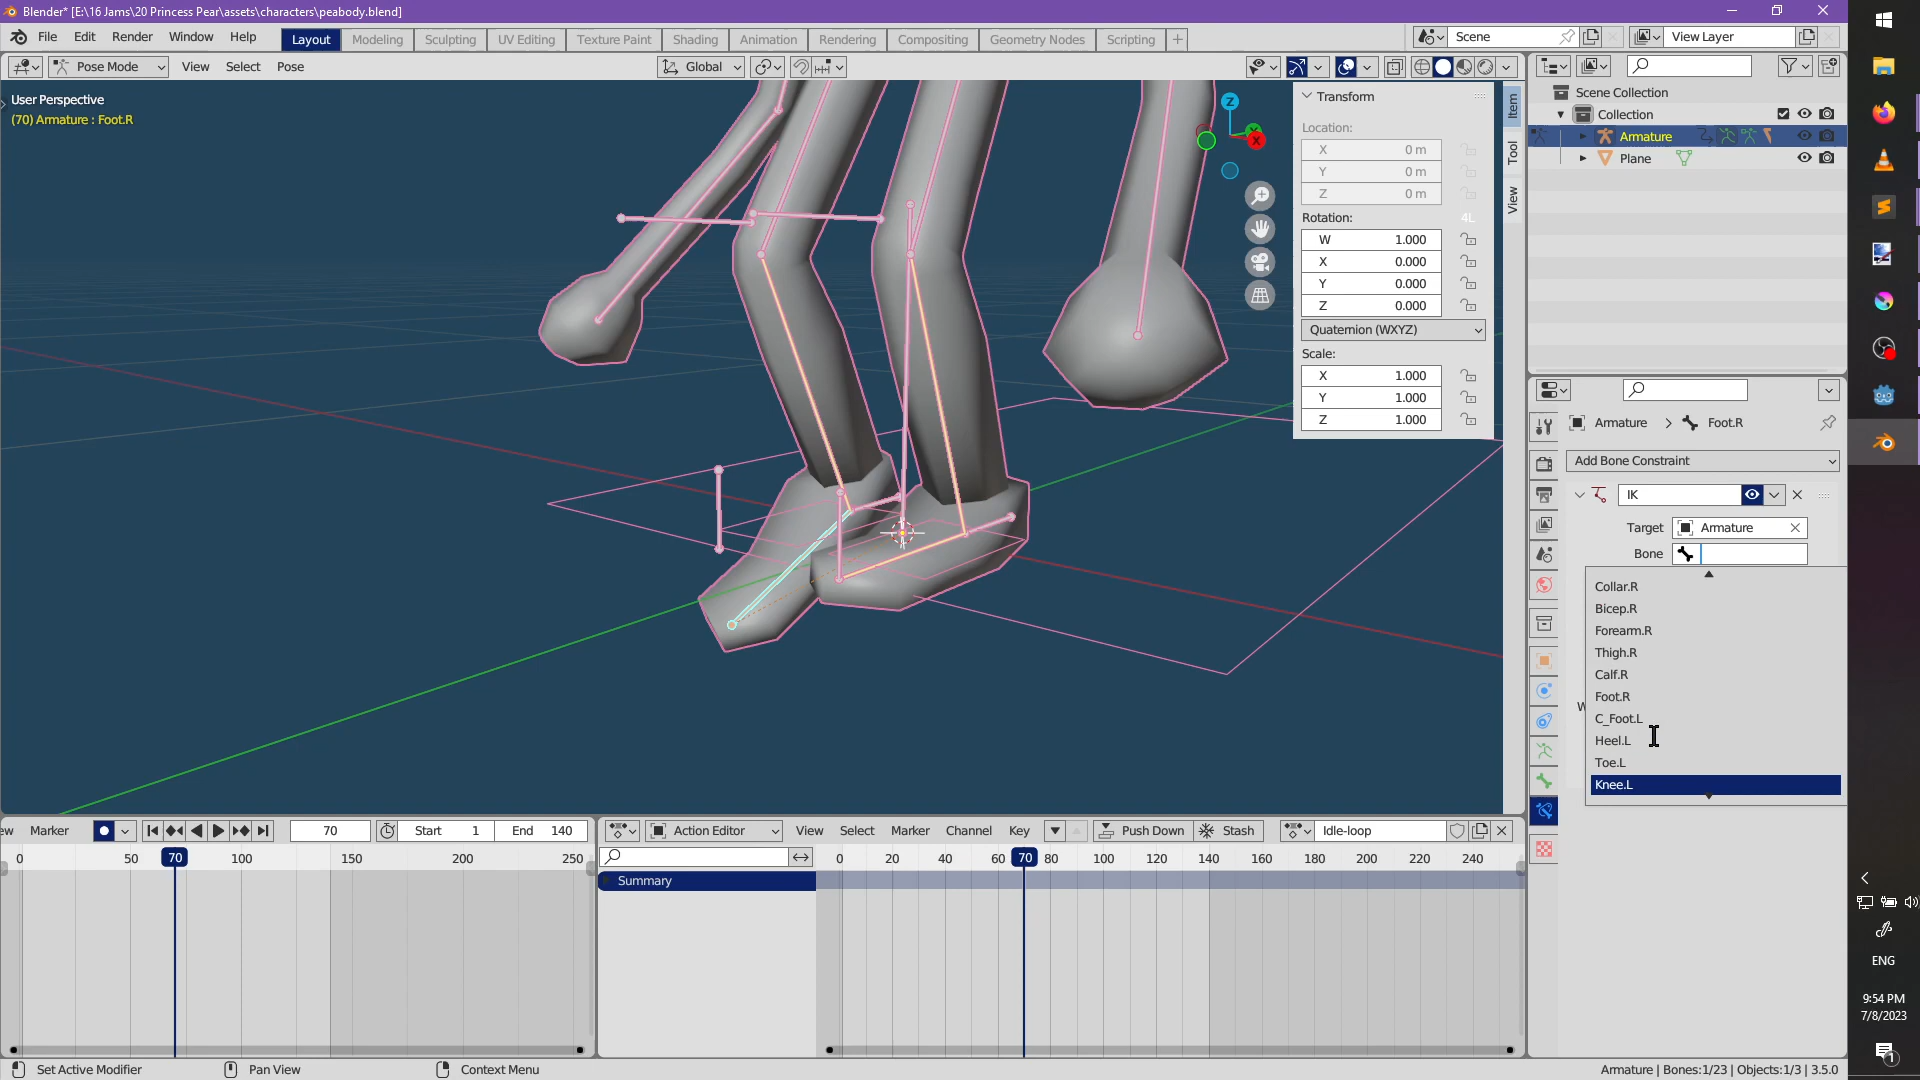 Blender* [E:\16 Jams\20 Princess Pear\assets\characters\peabody.blend]
File Edit Render Window Help Layout Modeling Sculpting UV Editing Texture Paint Shading Animation Rendering Compositing Geometry Nodes Scripting + Scene View Layer
Pose Mode View Select Pose Global
User Perspective
(70) Armature : Foot.R
Z
X
Transform
Location:
X 0 m
Y 0 m
Z 0 m
Rotation: 4L
W 1.000
X 0.000
Y 0.000
Z 0.000
Quaternion (WXYZ)
Scale:
X 1.000
Y 1.000
Z 1.000
Item
Tool
View
Scene Collection
Collection
Armature
Plane
Armature > Foot.R
Add Bone Constraint
IK
Target Armature
Bone
Collar.R
Bicep.R
Forearm.R
Thigh.R
Calf.R
Foot.R
C_Foot.L
Heel.L
Toe.L
Knee.L
W
ew Marker 70 Start 1 End 140
0 50 70 100 150 200 250
Action Editor View Select Marker Channel Key Push Down Stash Idle-loop
0 20 40 60 70 80 100 120 140 160 180 200 220 240
Summary
Set Active Modifier Pan View Context Menu
Armature | Bones:1/23 | Objects:1/3 | 3.5.0
ENG
9:54 PM
7/8/2023
1